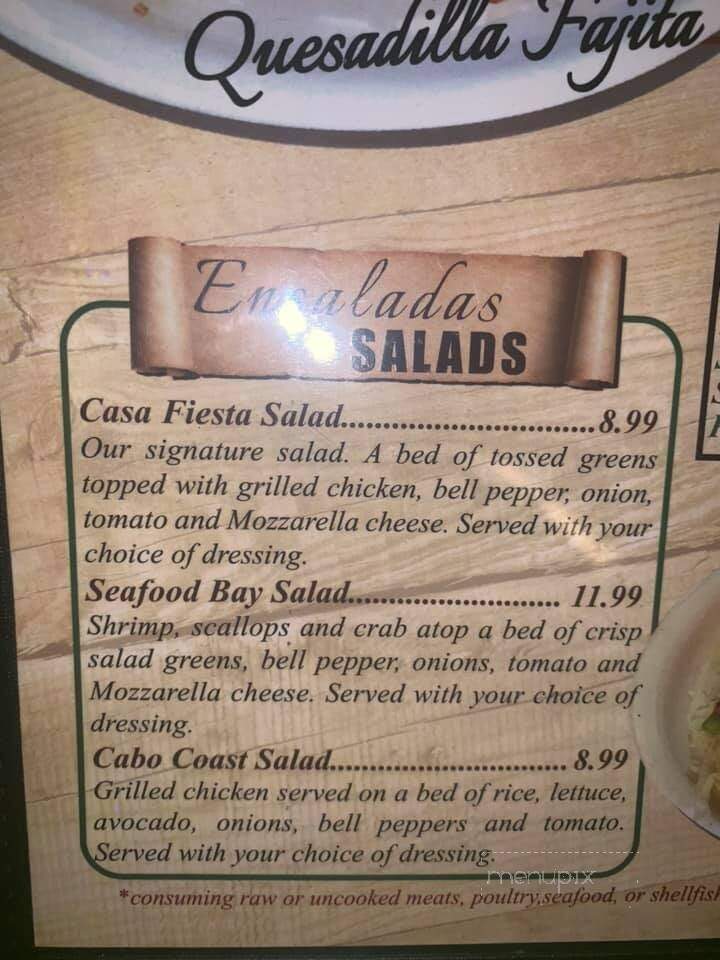 Quesadilla Fajita
Ensaladas
SALADS
Casa Fiesta Salad..............................8.99
Our signature salad. A bed of tossed greens
topped with grilled chicken, bell pepper, onion,
tomato and Mozzarella cheese. Served with your
choice of dressing.
Seafood Bay Salad.......................... 11.99
Shrimp, scallops and crab atop a bed of crisp
salad greens, bell pepper, onions, tomato and
Mozzarella cheese. Served with your choice of
dressing.
Cabo Coast Salad............................. 8.99
Grilled chicken served on a bed of rice, lettuce,
avocado, onions, bell peppers and tomato.
Served with your choice of dressing.
menupix
*consuming raw or uncooked meats, poultry,seafood, or shellfish